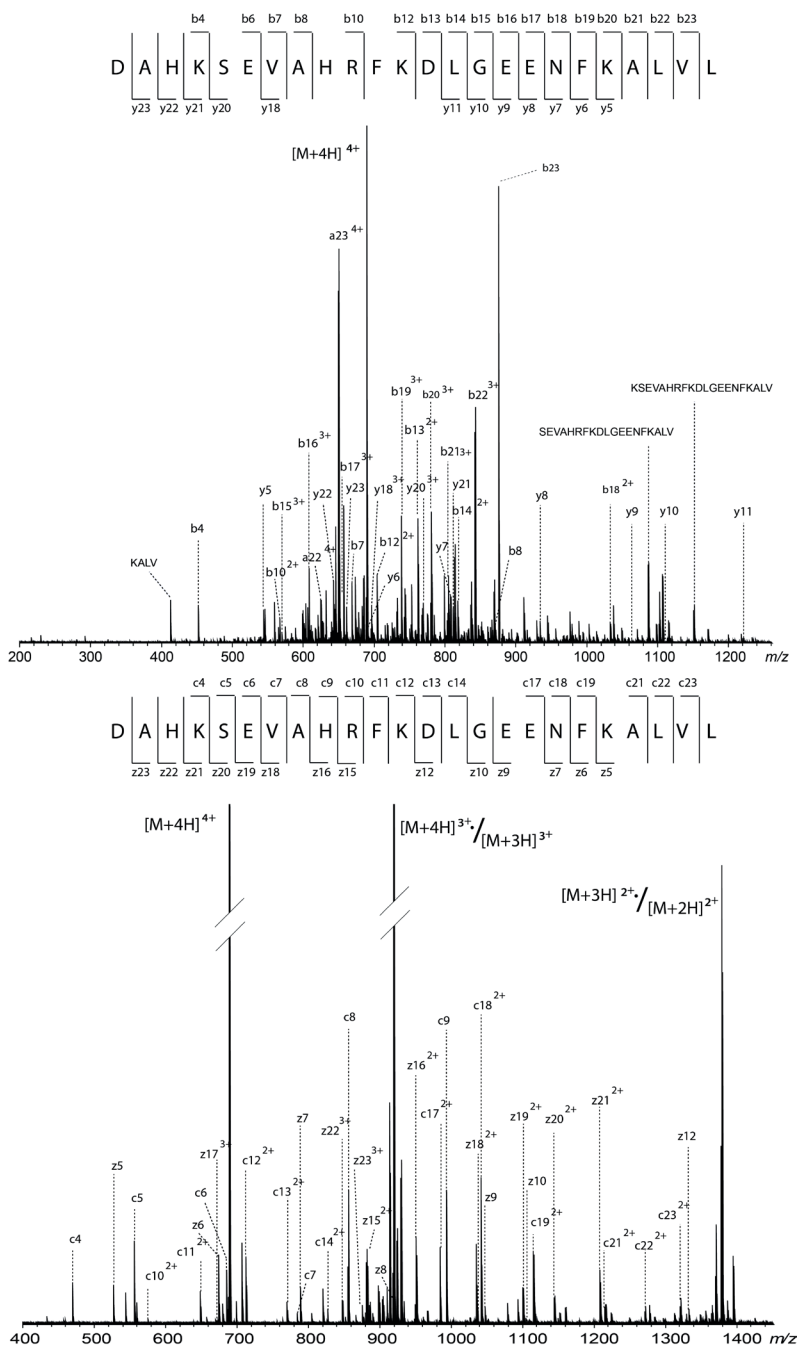 b4 b6 b7 b8 b10 b12 b13 b14 b15 b16 b17 b18 b19 b20 b21 b22 b23
D A H K S E V A H R F K D L G E E N F K A L V L
y23 y22 y21 y20 y18 y11 y10 y9 y8 y7 y6 y5
[M+4H] 4+
b23
a23 4+
KSEVAHRFKDLGEENFKALV
b19 3+
b20 3+
b22 3+
b13 2+
SEVAHRFKDLGEENFKALV
b16 3+
b17 3+
b21 3+
y5
y22
y23
y18 3+
y20 3+
y21
y8
b18 2+
b15 3+
b14 2+
y9
y10
y11
b4
b7
b12 2+
y7
b8
KALV
b10 2+
a22 4+
y6
200 300 400 500 600 700 800 900 1000 1100 1200 m/z
c4 c5 c6 c7 c8 c9 c10 c11 c12 c13 c14 c17 c18 c19 c21 c22 c23
D A H K S E V A H R F K D L G E E N F K A L V L
z23 z22 z21 z20 z19 z18 z16 z15 z12 z10 z9 z7 z6 z5
[M+4H] 4+
[M+4H] 3+•/[M+3H] 3+
[M+3H] 2+•/[M+2H] 2+
c18 2+
c8
c9
z16 2+
c17 2+
z21 2+
z7
z22 3+
z19 2+
z20 2+
z17 3+
c12 2+
z23 3+
z18 2+
z12
z5
c6
c13 2+
z10
c5
z9
z6
z15 2+
c19 2+
c23 2+
c4
c11 2+
c14 2+
c21 2+
c22 2+
c10 2+
c7
z8
400 500 600 700 800 900 1000 1100 1200 1300 1400 m/z